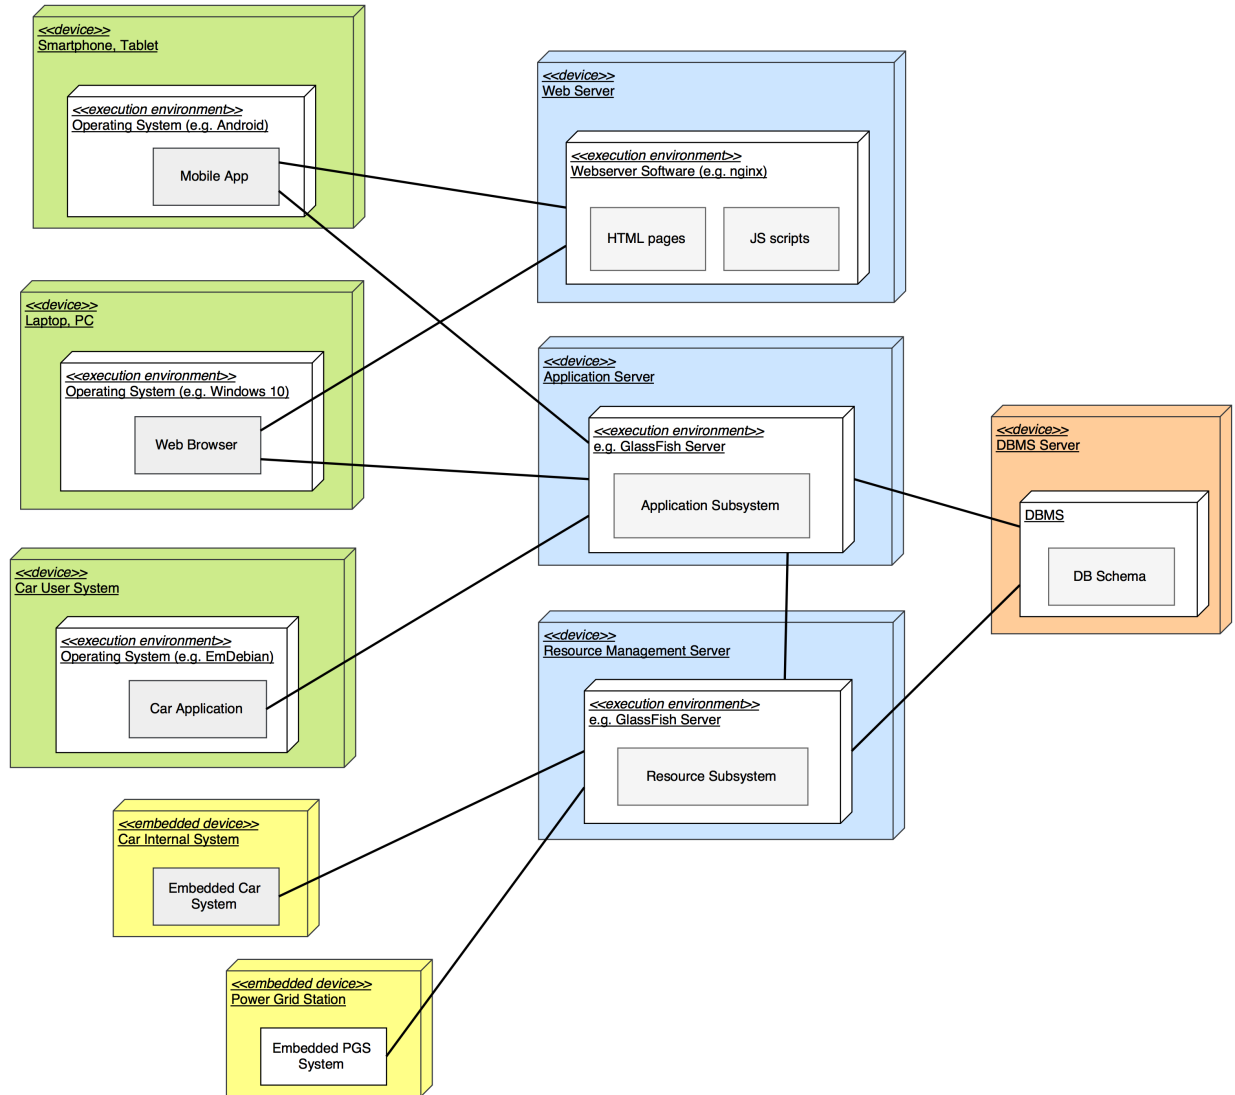 <<device>>
Smartphone, Tablet
<<execution environment>>
Operating System (e.g. Android)
Mobile App
<<device>>
Web Server
<<execution environment>>
Webserver Software (e.g. nginx)
HTML pages
JS scripts
<<device>>
Laptop, PC
<<execution environment>>
Operating System (e.g. Windows 10)
Web Browser
<<device>>
Application Server
<<execution environment>>
e.g. GlassFish Server
Application Subsystem
<<device>>
DBMS Server
DBMS
DB Schema
<<device>>
Car User System
<<execution environment>>
Operating System (e.g. EmDebian)
Car Application
<<device>>
Resource Management Server
<<execution environment>>
e.g. GlassFish Server
Resource Subsystem
<<embedded device>>
Car Internal System
Embedded Car
System
<<embedded device>>
Power Grid Station
Embedded PGS
System